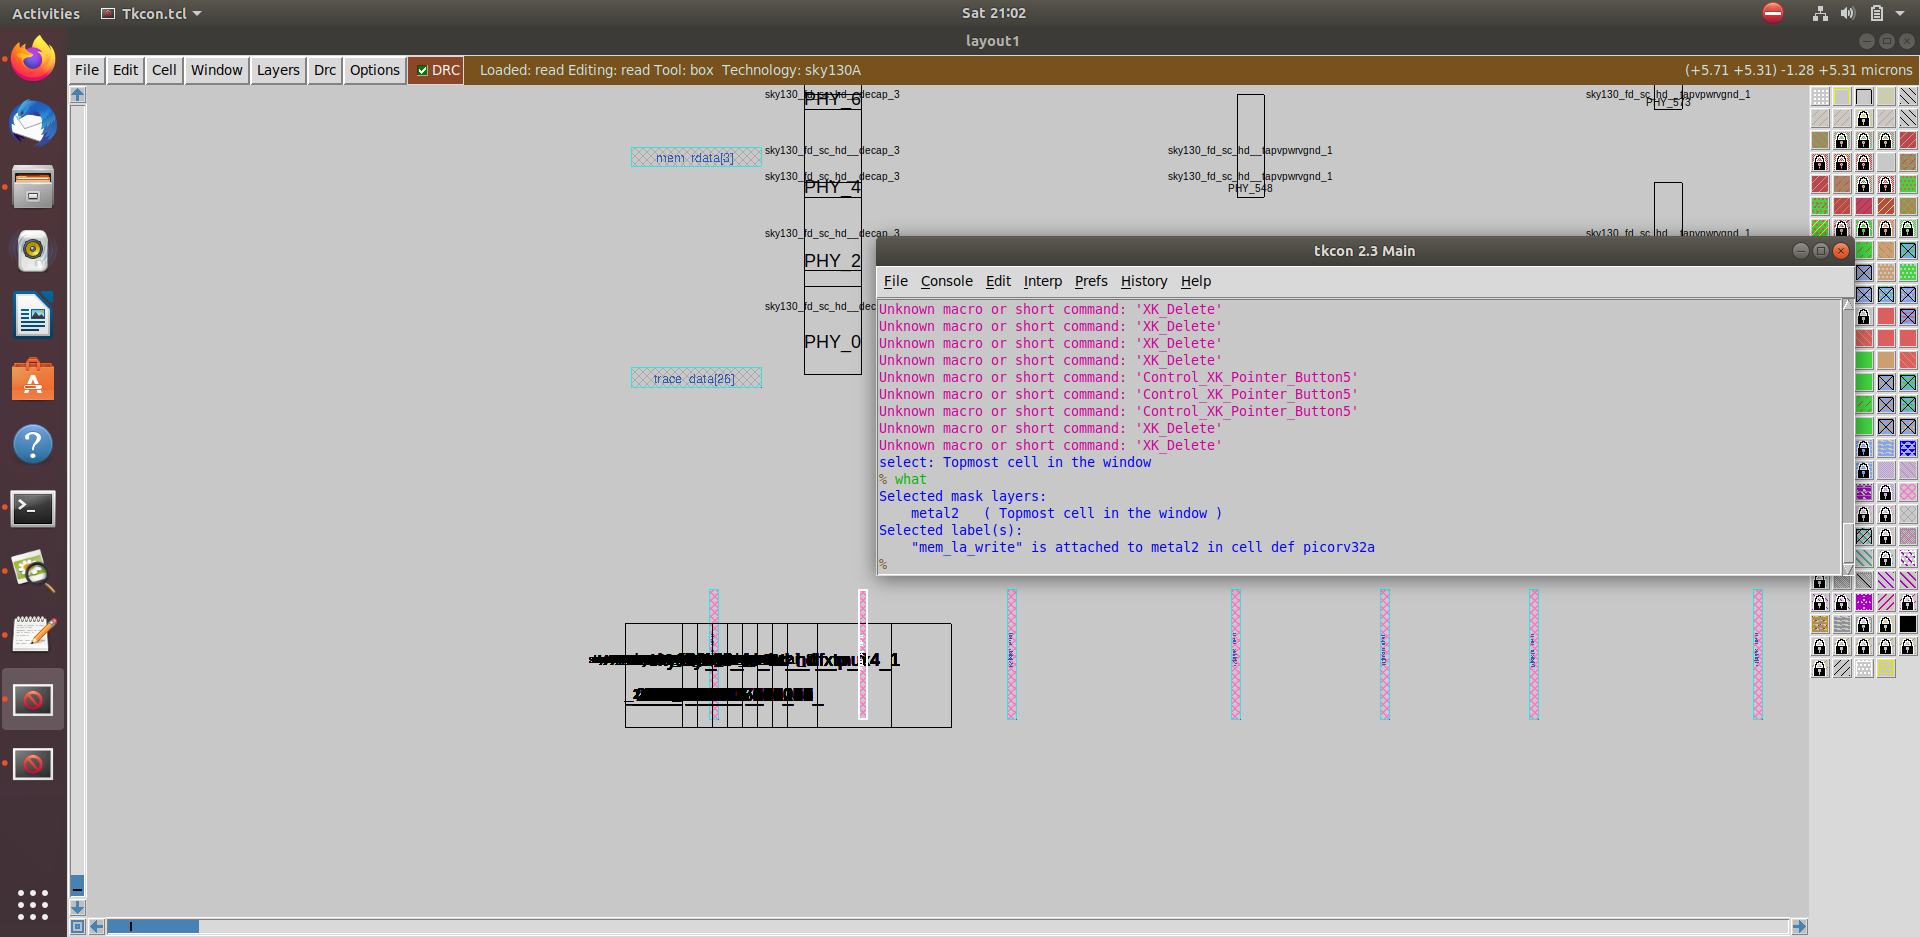 Activities Tkcon.tcl Sat 21:02
layout1
File Edit Cell Window Layers Drc Options DRC Loaded: read Editing: read Tool: box Technology: sky130A (+5.71 +5.31) -1.28 +5.31 microns
sky130_fd_sc_hd__decap_3 sky130_fd_sc_hd__tapvpwrvgnd_1
PHY_6 PHY_573
mem_rdata[3] sky130_fd_sc_hd__decap_3 sky130_fd_sc_hd__tapvpwrvgnd_1
sky130_fd_sc_hd__decap_3 sky130_fd_sc_hd__tapvpwrvgnd_1
PHY_4 PHY_548
sky130_fd_sc_hd__decap_3 sky130_fd_sc_hd__tapvpwrvgnd_1
PHY_2
sky130_fd_sc_hd__dec
PHY_0
trace_data[26]
tkcon 2.3 Main
File Console Edit Interp Prefs History Help
Unknown macro or short command: 'XK_Delete'
Unknown macro or short command: 'XK_Delete'
Unknown macro or short command: 'XK_Delete'
Unknown macro or short command: 'XK_Delete'
Unknown macro or short command: 'Control_XK_Pointer_Button5'
Unknown macro or short command: 'Control_XK_Pointer_Button5'
Unknown macro or short command: 'Control_XK_Pointer_Button5'
Unknown macro or short command: 'XK_Delete'
Unknown macro or short command: 'XK_Delete'
select: Topmost cell in the window
% what
Selected mask layers:
metal2 ( Topmost cell in the window )
Selected label(s):
"mem_la_write" is attached to metal2 in cell def picorv32a
%